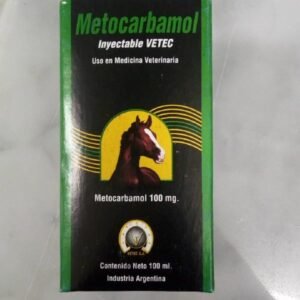 Metocarbamol
Inyectable VETEC
Uso en Medicina Veterinaria
Metocarbamol 100 mg.
Contenido Neto 100 ml.
Industria Argentina